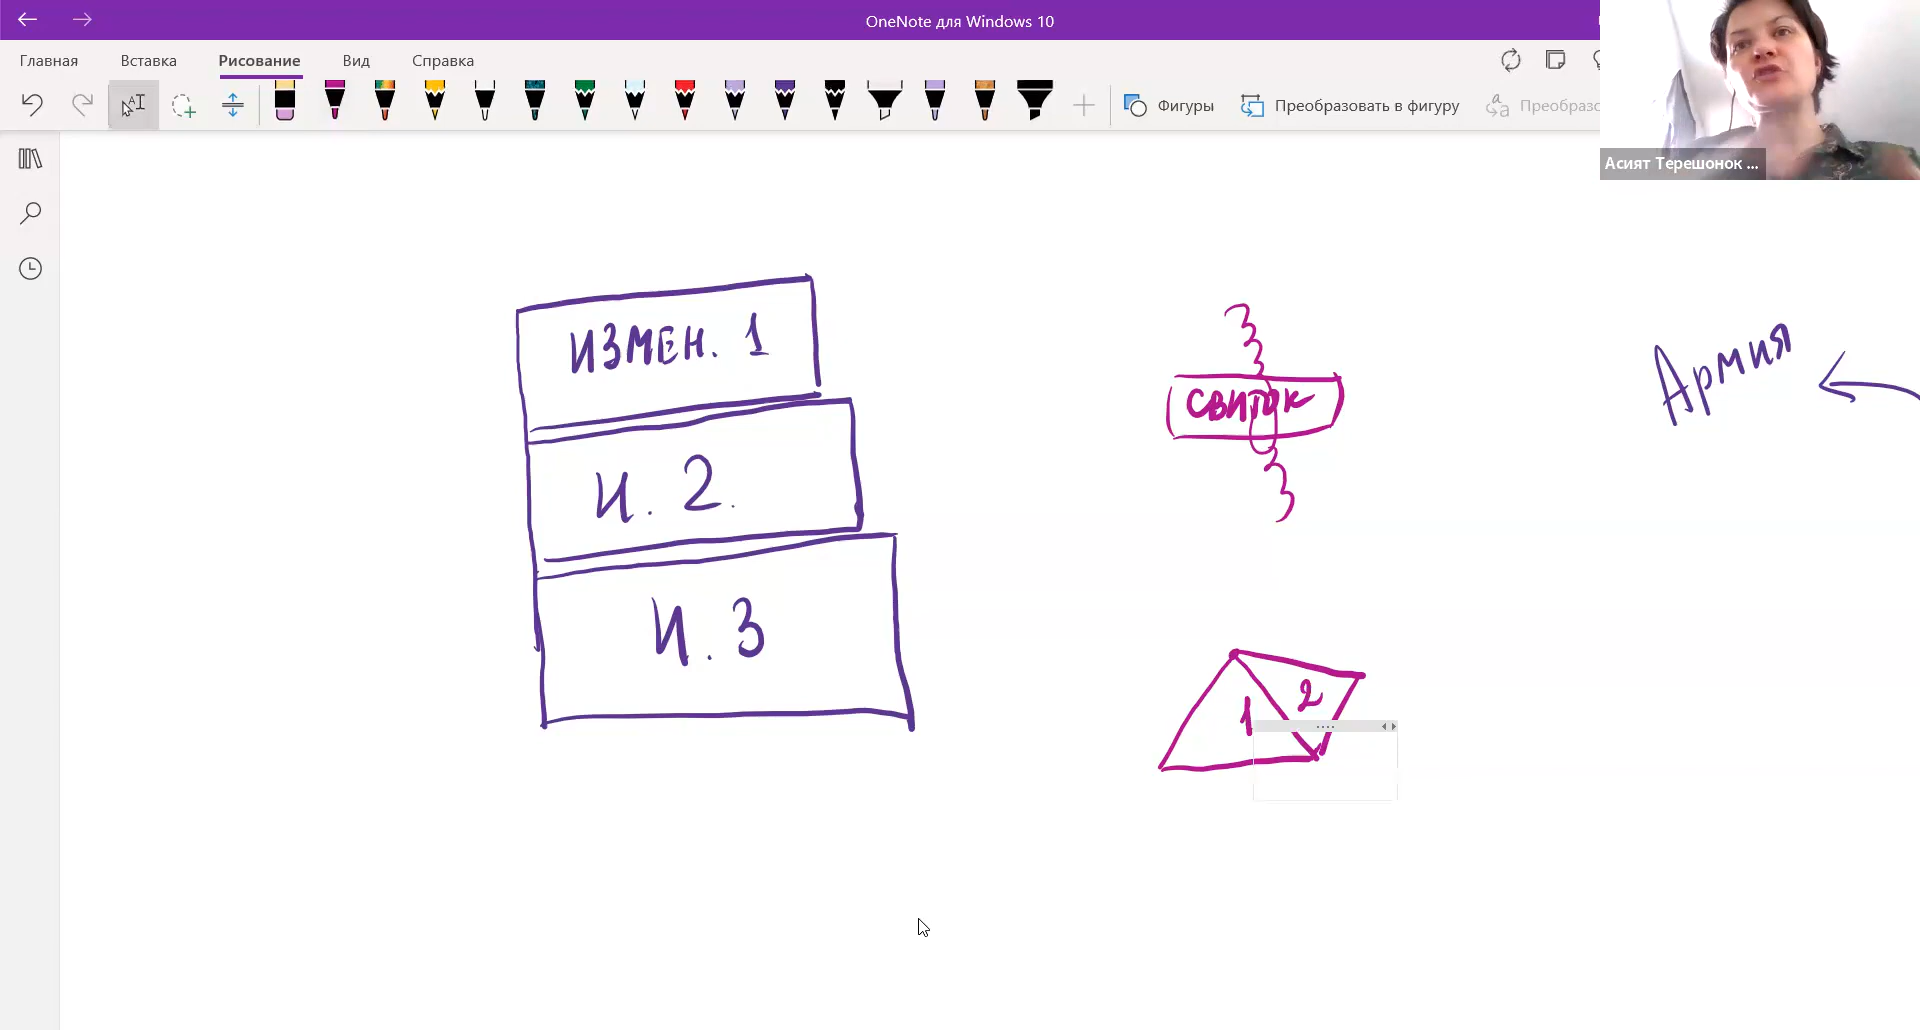 OneNote для Windows 10
Главная Вставка Рисование Вид Справка
Фигуры Преобразовать в фигуру Преобразо
Асият Терешонок ...
ИЗМЕН. 1
И. 2.
И. 3
СВИТОК
1 2
Армия